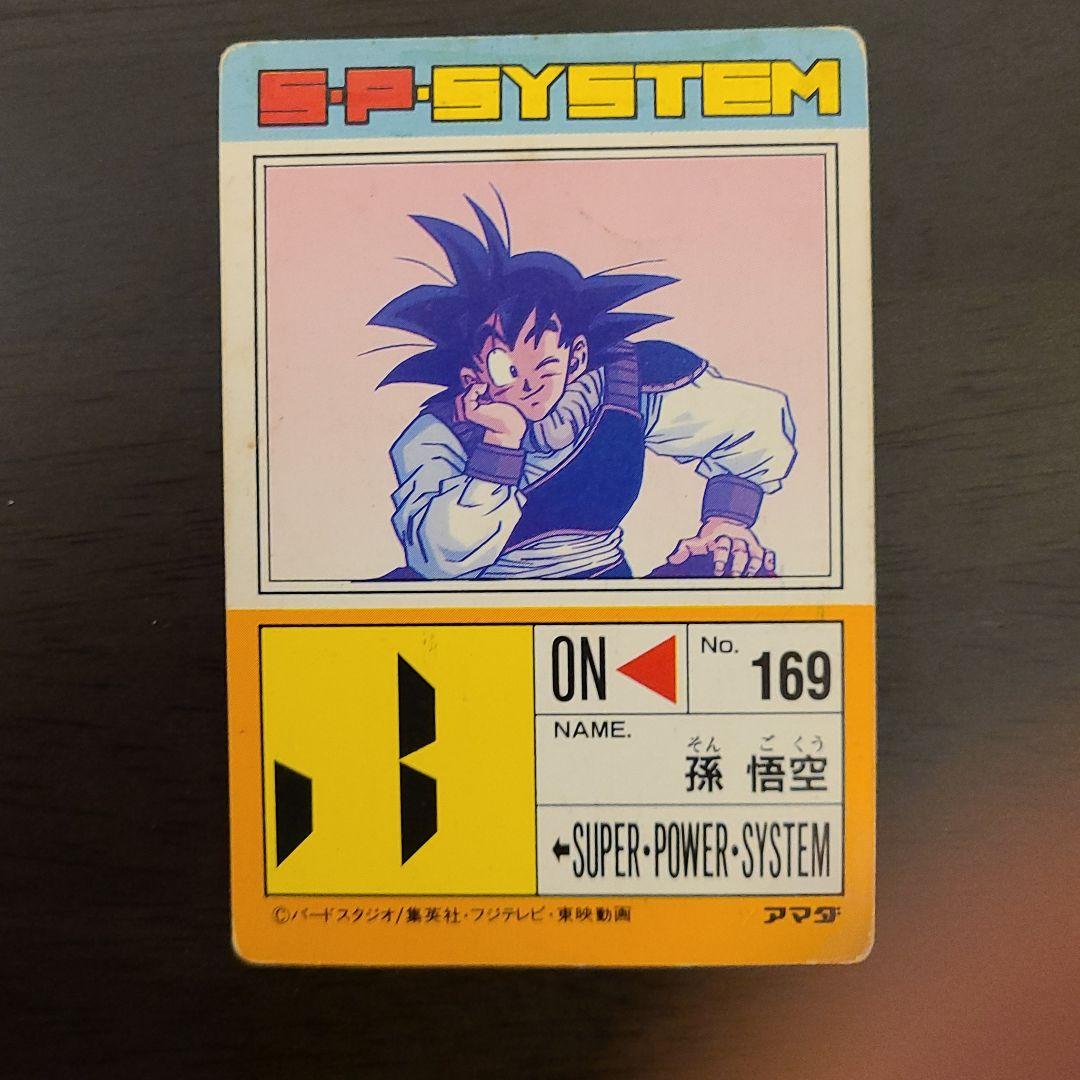 S·P·SYSTEM
ON
No. 169
NAME.
そん ご くう
孫 悟空
←SUPER·POWER·SYSTEM
©バードスタジオ/集英社・フジテレビ・東映動画 アマダ